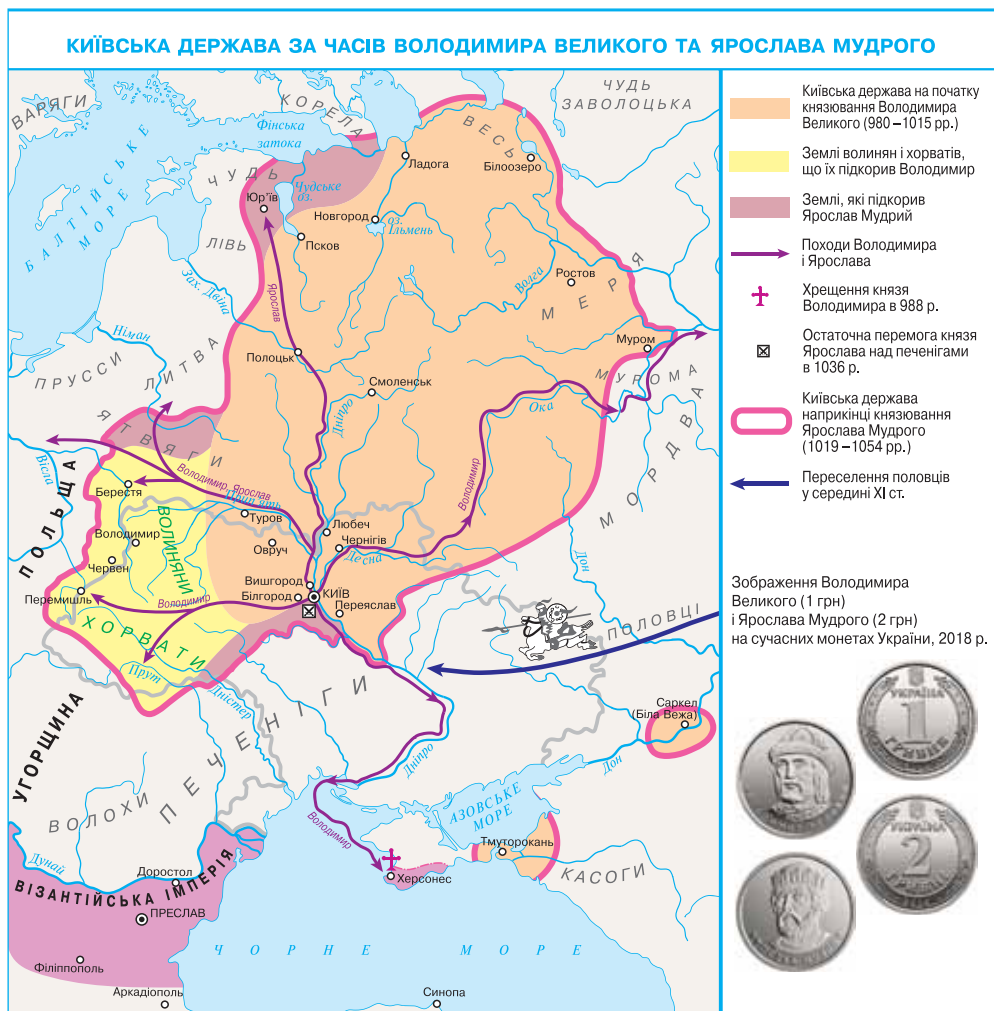 КИЇВСЬКА ДЕРЖАВА ЗА ЧАСІВ ВОЛОДИМИРА ВЕЛИКОГО ТА ЯРОСЛАВА МУДРОГО
ВАРЯГИ
КОРЕЛА
ЧУДЬ
ЗАВОЛОЦЬКА
Фінська
затока
ВЕСЬ
Ладога
Білоозеро
БАЛТІЙСЬКЕ
МОРЕ
ЧУДЬ
Чудське
оз.
Юр'їв
Новгород
оз.
Ільмень
ЛІВЬ
Псков
Зах. Двіна
Ярослав
Волга
Ростов
МЕРЯ
Німан
ПРУССИ
ЛИТВА
Полоцьк
Муром
МУРОМА
Смоленськ
Дніпро
Ока
МОРДВА
ЯТВЯГИ
Вісла
Володимир, Ярослав
Володимир
Берестя
Прип'ять
Туров
ПОЛЬЩА
Володимир
ВОЛИНЯНИ
Овруч
Любеч
Чернігів
Десна
Дон
Червен
Вишгород
Білгород
КИЇВ
Переяслав
Перемишль
Володимир
ХОРВАТИ
ПОЛОВЦІ
Прут
Дністер
УГОРЩИНА
ПЕЧЕНІГИ
Саркел
(Біла Вежа)
Дніпро
Дон
ВОЛОХИ
АЗОВСЬКЕ
МОРЕ
Володимир
Тмуторокань
Дунай
Доростол
Херсонес
КАСОГИ
ВІЗАНТІЙСЬКА ІМПЕРІЯ
ПРЕСЛАВ
ЧОРНЕ МОРЕ
Філіппополь
Аркадіополь
Синопа
Київська держава на початку
князювання Володимира
Великого (980–1015 рр.)
Землі волинян і хорватів,
що їх підкорив Володимир
Землі, які підкорив
Ярослав Мудрий
Походи Володимира
і Ярослава
Хрещення князя
Володимира в 988 р.
Остаточна перемога князя
Ярослава над печенігами
в 1036 р.
Київська держава
наприкінці князювання
Ярослава Мудрого
(1019–1054 рр.)
Переселення половців
у середині XI ст.
Зображення Володимира
Великого (1 грн)
і Ярослава Мудрого (2 грн)
на сучасних монетах України, 2018 р.
УКРАЇНА
1
ГРИВНЯ
УКРАЇНА
2